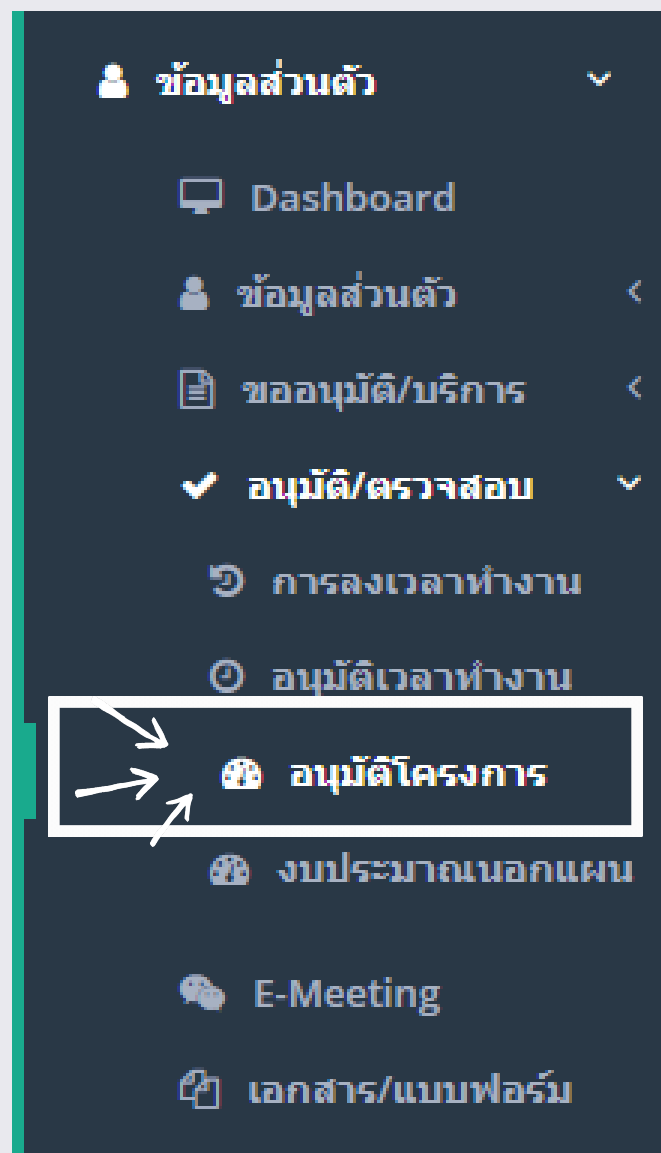 ข้อมูลส่วนตัว
Dashboard
ข้อมูลส่วนตัว
ขออนุมัติ/บริการ
อนุมัติ/ตรวจสอบ
การลงเวลาทำงาน
อนุมัติเวลาทำงาน
อนุมัติโครงการ
งบประมาณนอกแผน
E-Meeting
เอกสาร/แบบฟอร์ม